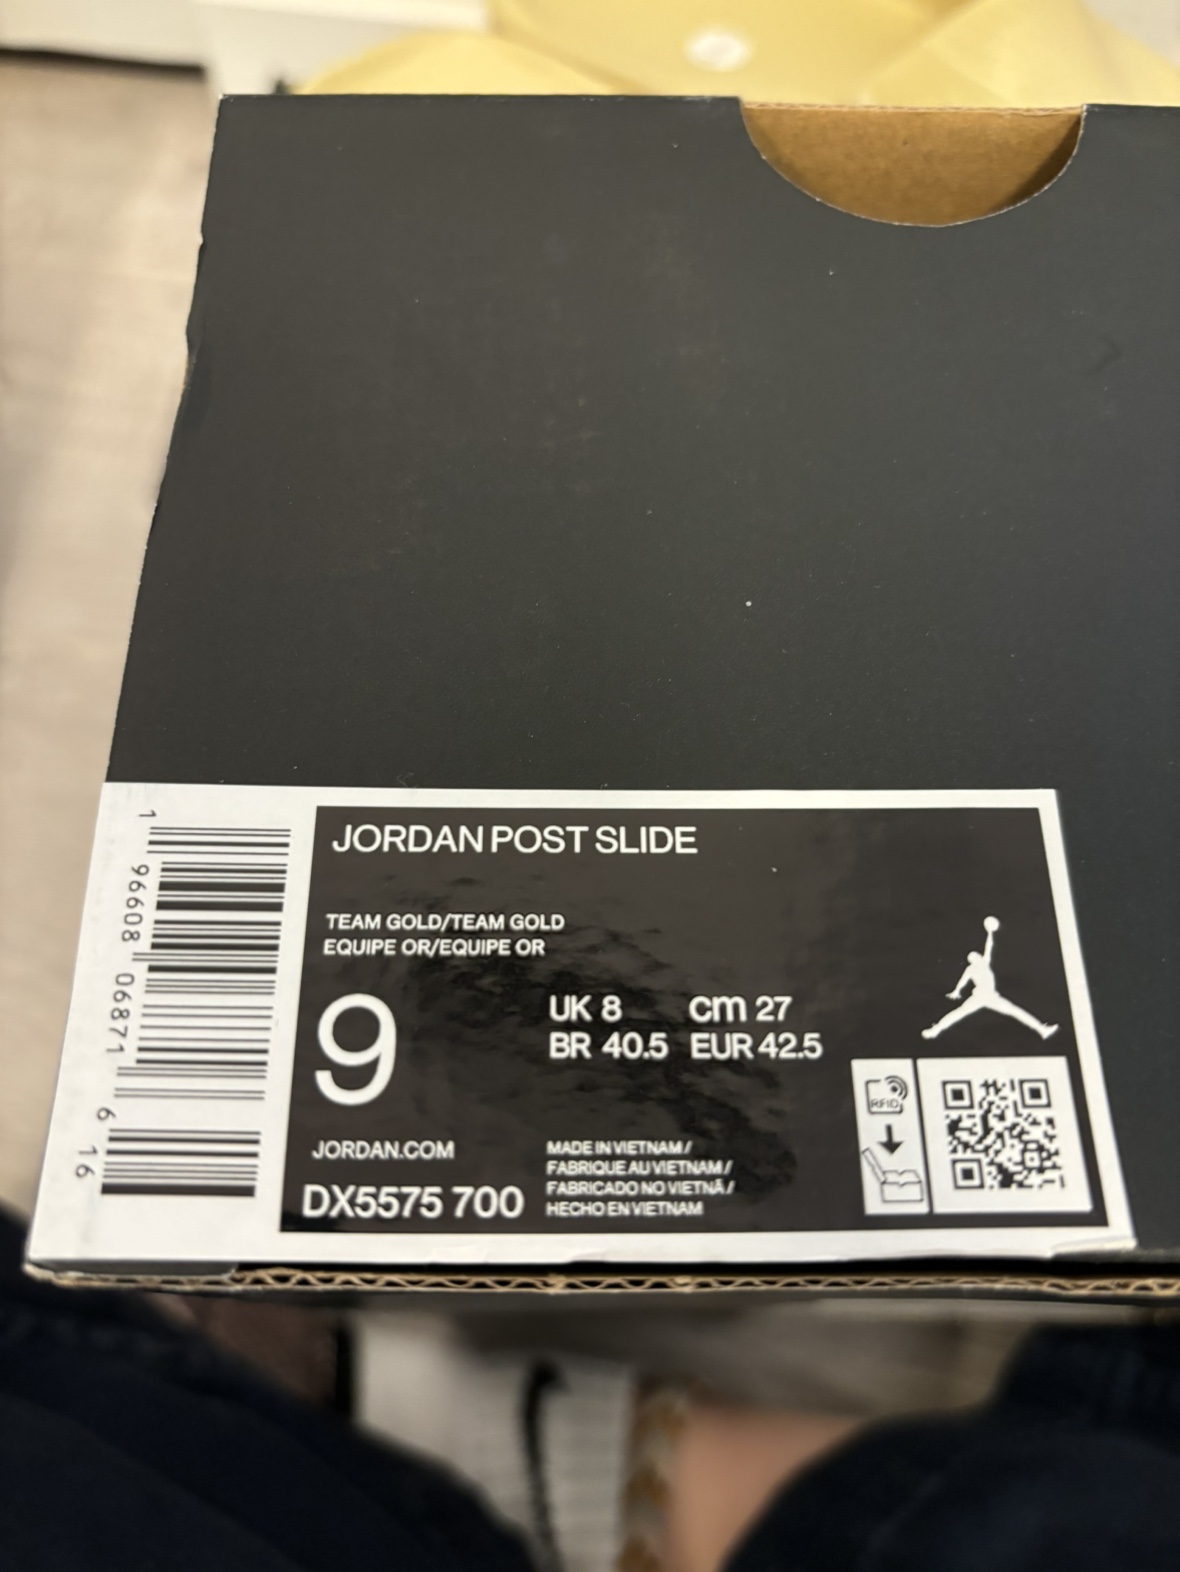 JORDAN POST SLIDE
TEAM GOLD/TEAM GOLD
EQUIPE OR/EQUIPE OR
9
UK 8 cm 27
BR 40.5 EUR 42.5
JORDAN.COM
DX5575 700
MADE IN VIETNAM /
FABRIQUE AU VIETNAM /
FABRICADO NO VIETNÃ /
HECHO EN VIETNAM
RFID
1 96608 06871 6 16